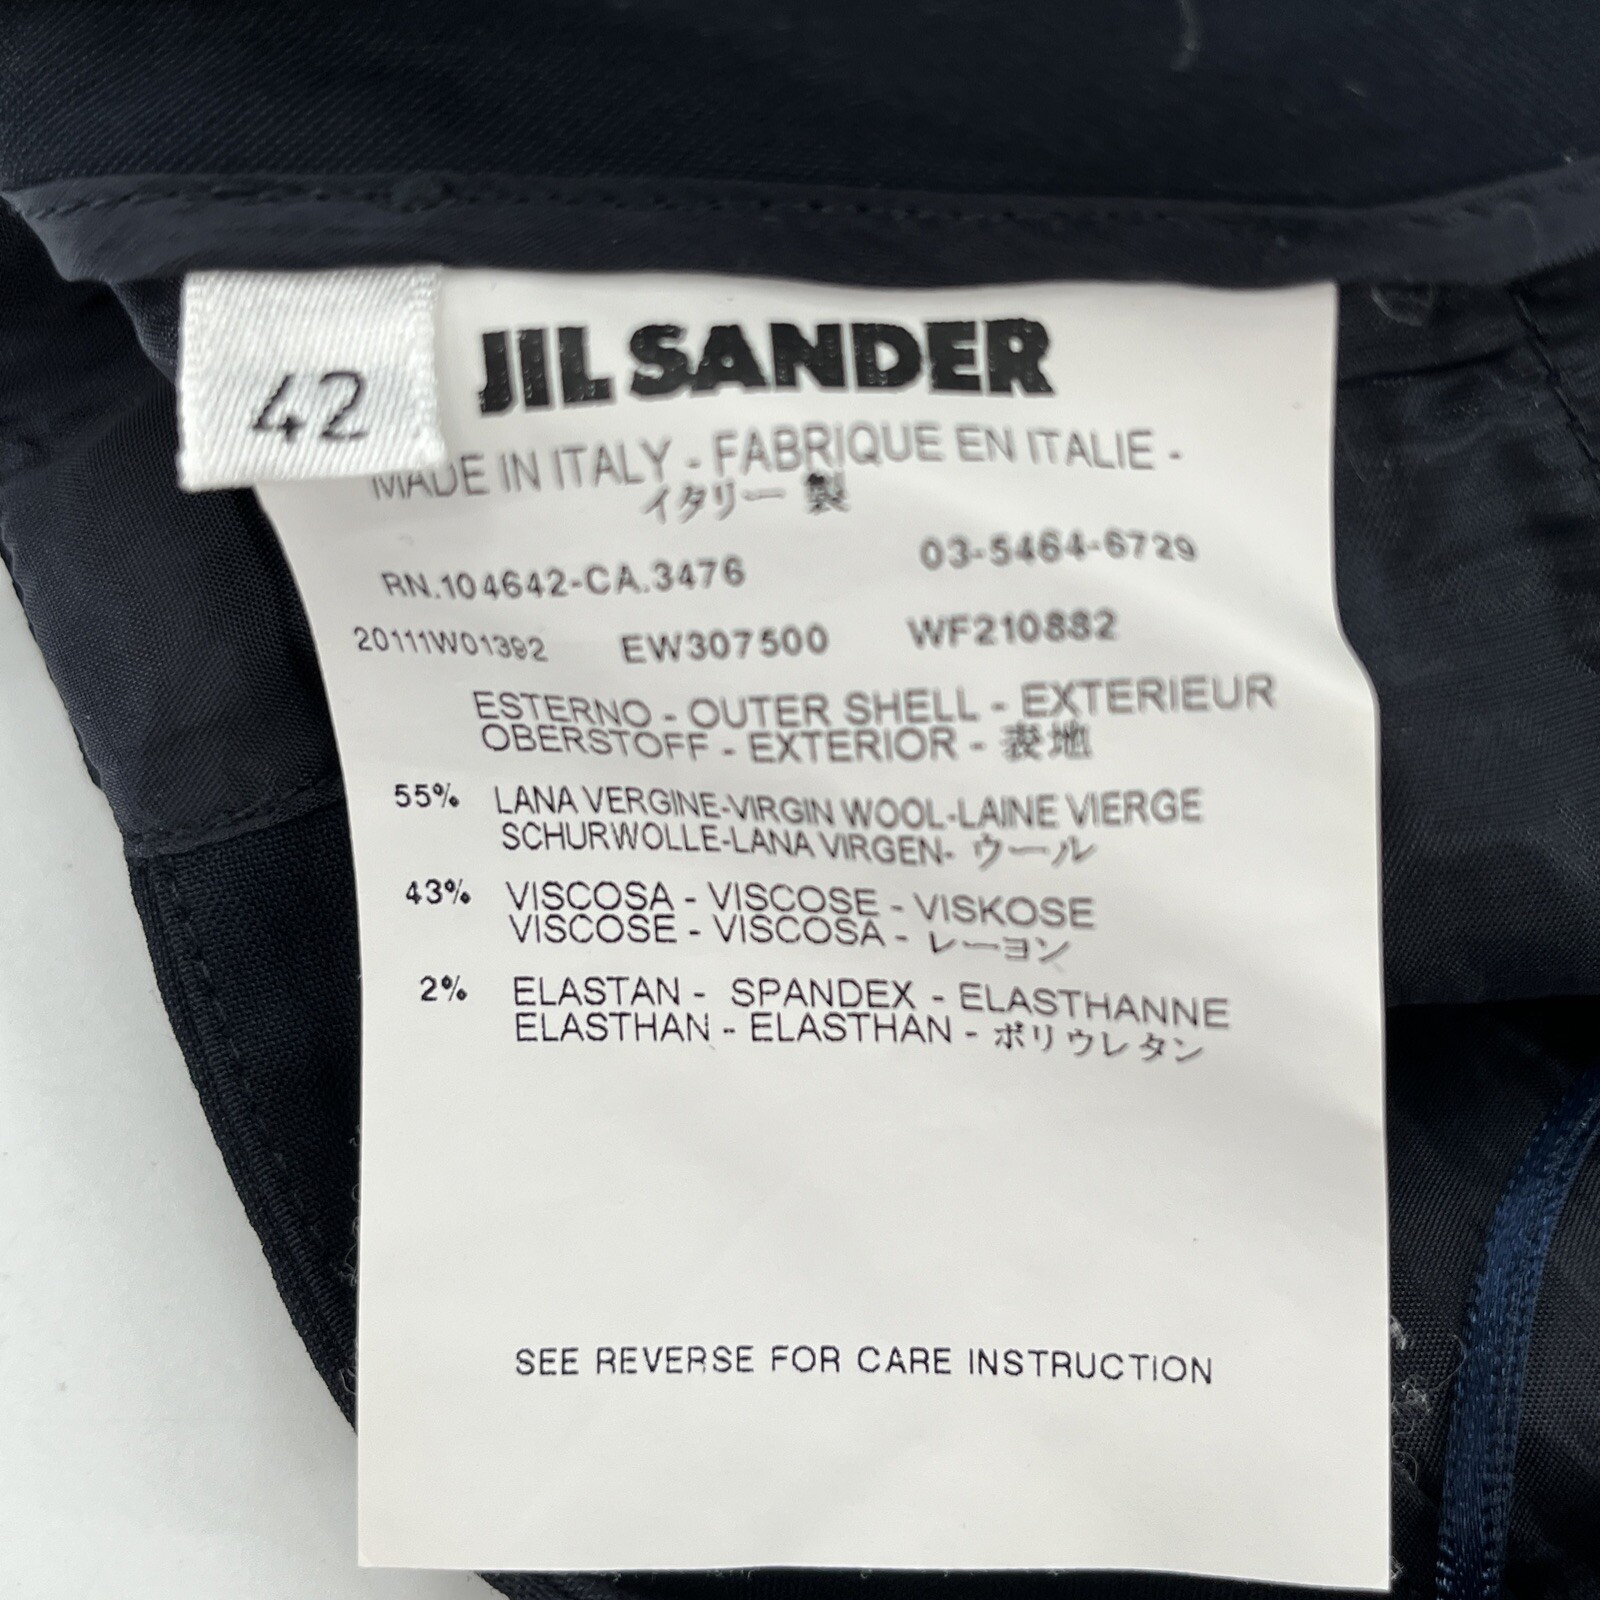 42
JIL SANDER
MADE IN ITALY - FABRIQUE EN ITALIE -
イタリー 製
RN.104642-CA.3476 03-5464-6729
20111W01392 EW307500 WF210882
ESTERNO - OUTER SHELL - EXTERIEUR
OBERSTOFF - EXTERIOR - 表地
55% LANA VERGINE-VIRGIN WOOL-LAINE VIERGE
SCHURWOLLE-LANA VIRGEN- ウール
43% VISCOSA - VISCOSE - VISKOSE
VISCOSE - VISCOSA - レーヨン
2% ELASTAN - SPANDEX - ELASTHANNE
ELASTHAN - ELASTHAN - ポリウレタン
SEE REVERSE FOR CARE INSTRUCTION